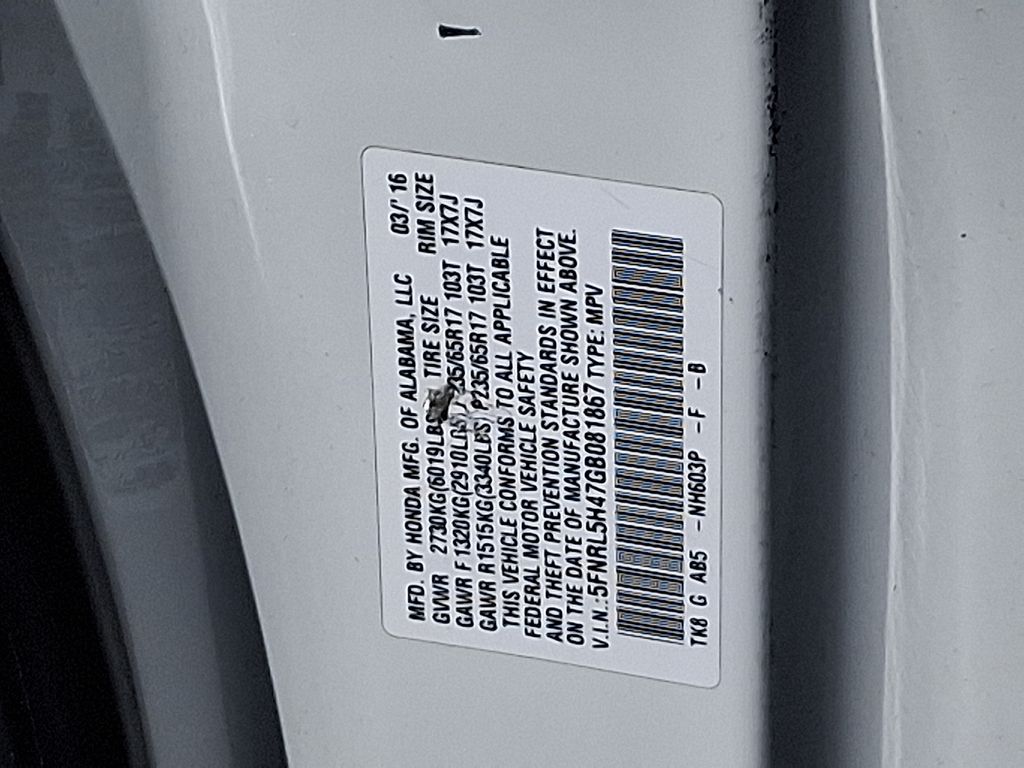 MFD. BY HONDA MFG. OF ALABAMA, LLC 03/'16
GVWR 2730KG(6019LBS) TIRE SIZE RIM SIZE
GAWR F 1320KG(2910LBS) P235/65R17 103T 17X7J
GAWR R1515KG(3340LBS) P235/65R17 103T 17X7J
THIS VEHICLE CONFORMS TO ALL APPLICABLE
FEDERAL MOTOR VEHICLE SAFETY
AND THEFT PREVENTION STANDARDS IN EFFECT
ON THE DATE OF MANUFACTURE SHOWN ABOVE.
V.I.N.:5FNRL5H47GB081867 TYPE: MPV
TK8 G AB5 -NH603P -F -B